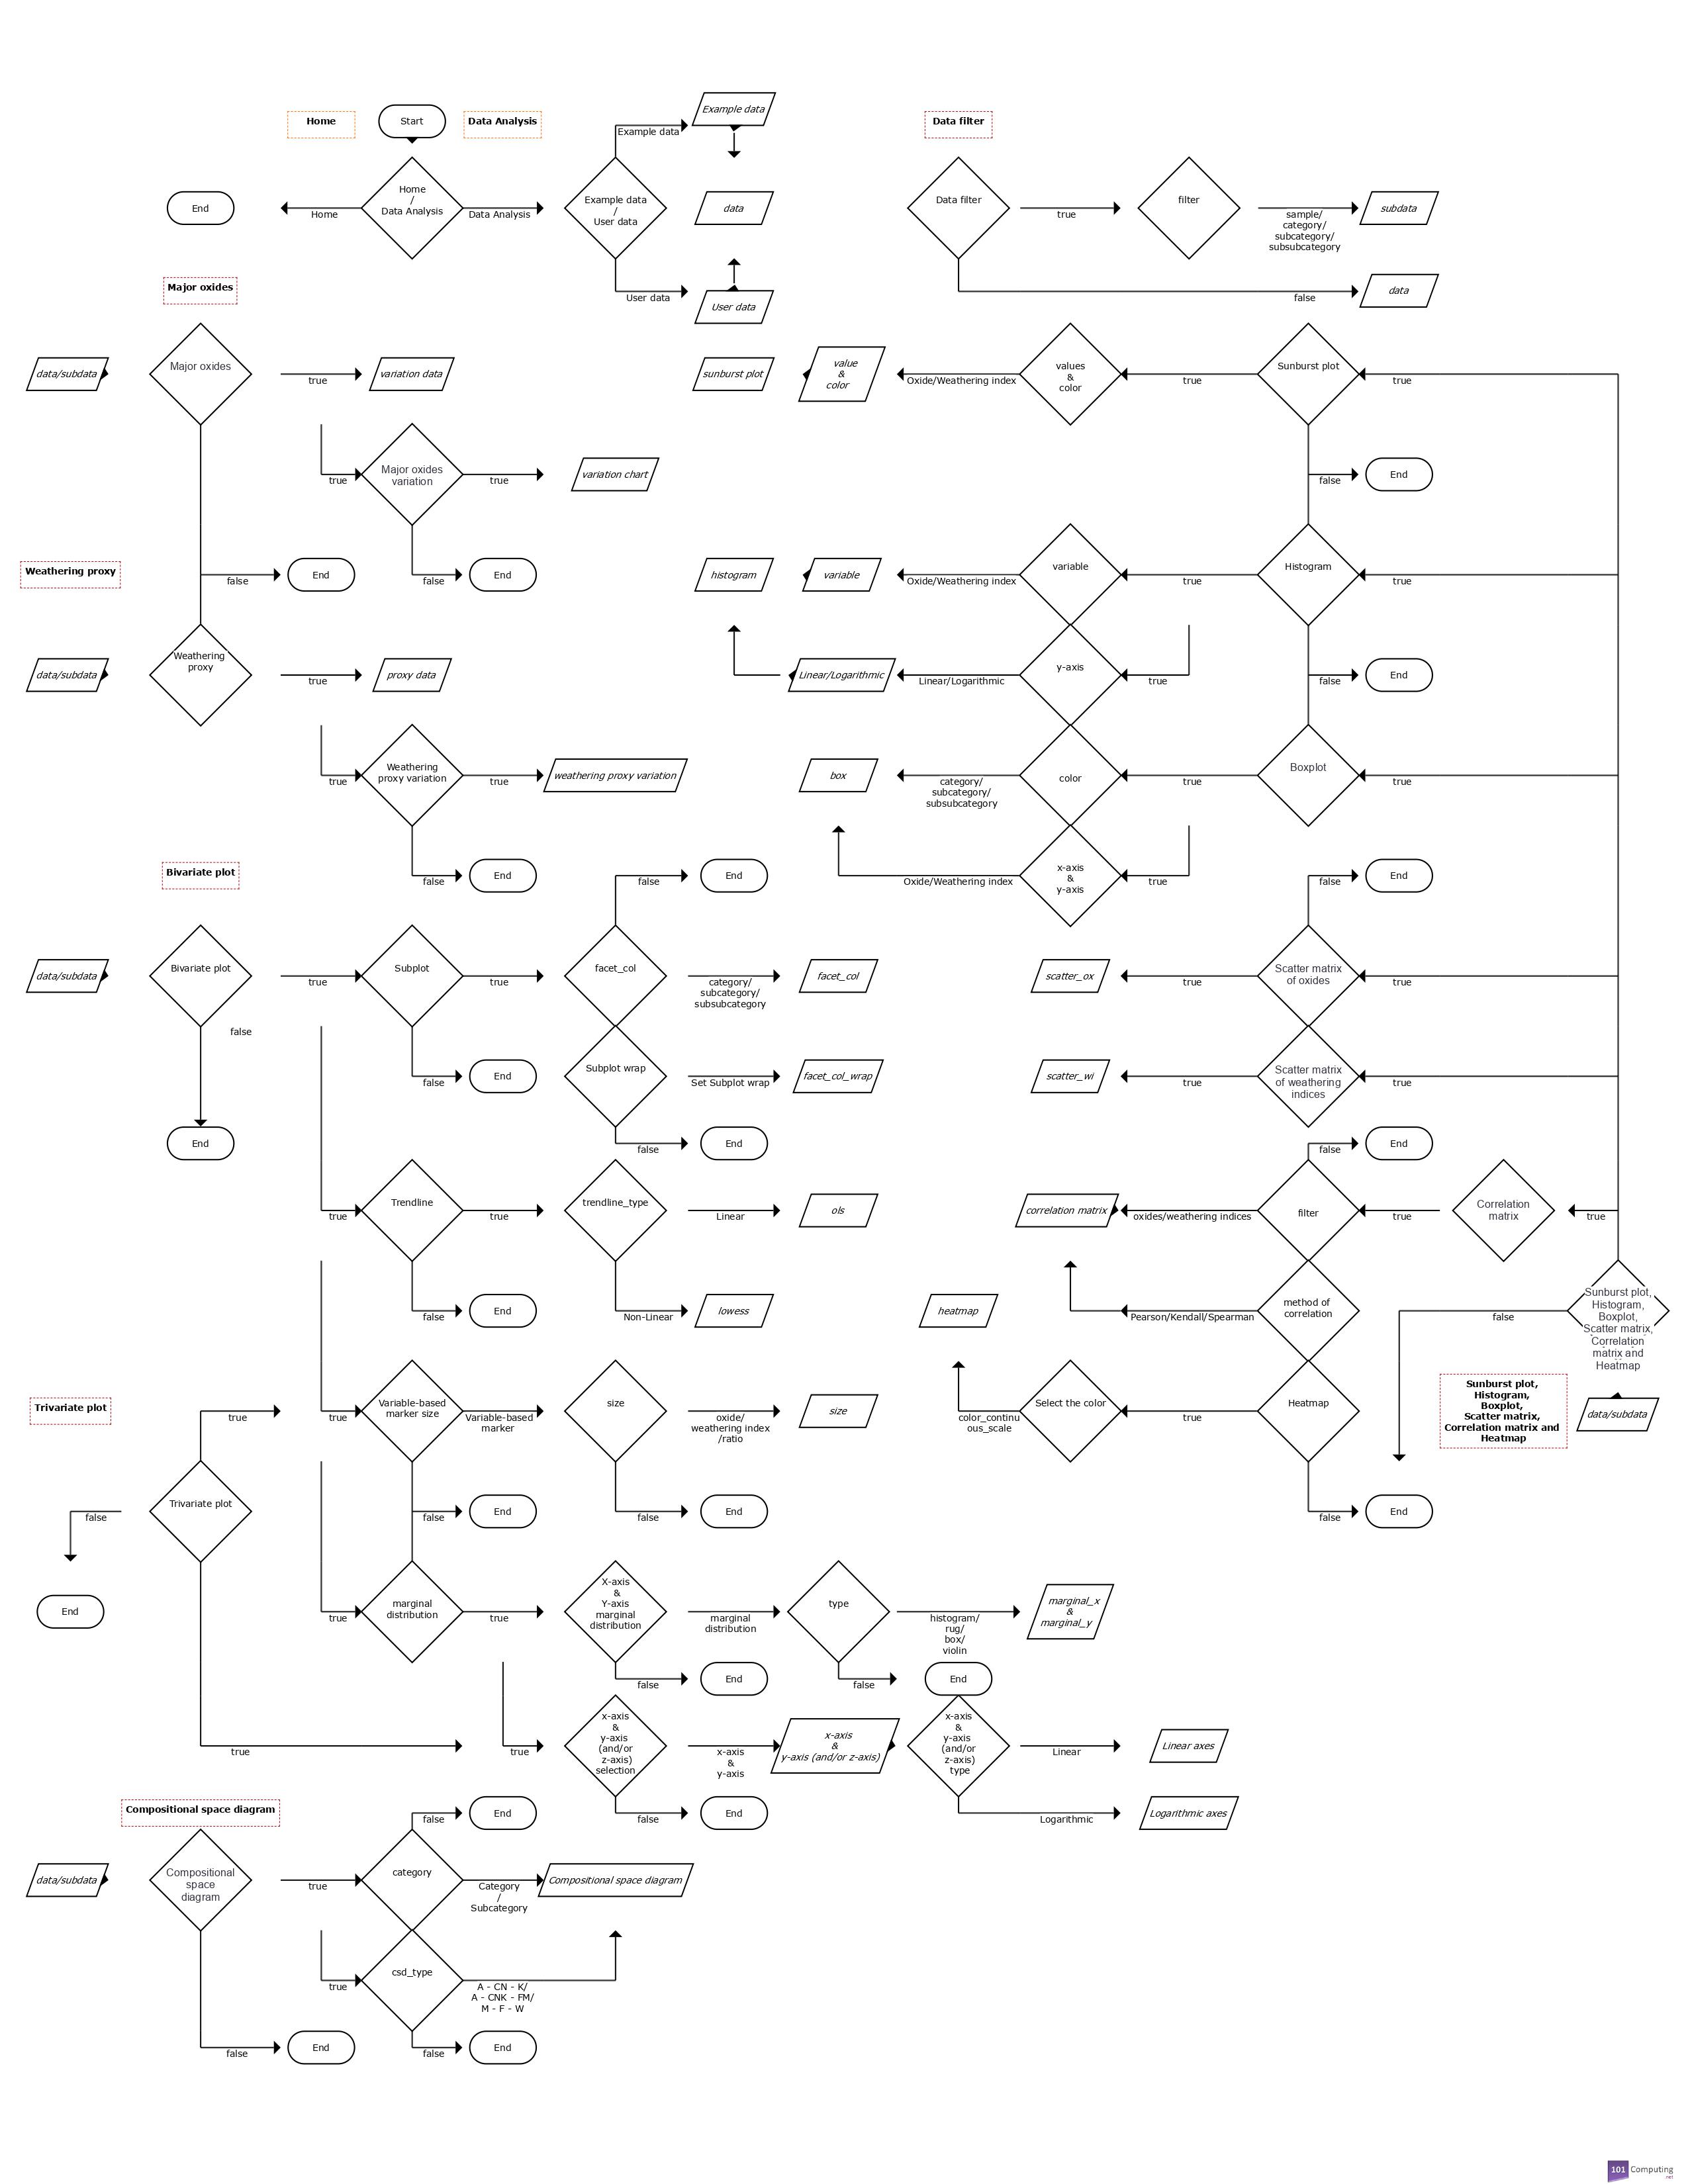 Home
Start
Data Analysis
Example data
Example data
End
Home
Home
/
Data Analysis
Data Analysis
Example data
/
User data
data
User data
User data
Data filter
Data filter
true
filter
sample/
category/
subcategory/
subsubcategory
subdata
false
data
Major oxides
data/subdata
Major oxides
true
variation data
true
Major oxides
variation
true
variation chart
false
End
false
End
Weathering proxy
data/subdata
Weathering
proxy
true
proxy data
true
Weathering
proxy variation
true
weathering proxy variation
false
End
sunburst plot
value
&
color
Oxide/Weathering index
values
&
color
true
Sunburst plot
true
false
End
histogram
variable
Oxide/Weathering index
variable
true
Histogram
true
Linear/Logarithmic
Linear/Logarithmic
y-axis
true
false
End
box
category/
subcategory/
subsubcategory
color
true
Boxplot
true
Oxide/Weathering index
x-axis
&
y-axis
true
false
End
Bivariate plot
data/subdata
Bivariate plot
true
Subplot
true
false
End
facet_col
category/
subcategory/
subsubcategory
facet_col
false
End
false
End
Subplot wrap
Set Subplot wrap
facet_col_wrap
false
End
true
Trendline
true
trendline_type
Linear
ols
false
End
Non-Linear
lowess
scatter_ox
true
Scatter matrix
of oxides
true
scatter_wi
true
Scatter matrix
of weathering
indices
true
false
End
correlation matrix
oxides/weathering indices
filter
true
Correlation
matrix
true
heatmap
Pearson/Kendall/Spearman
method of
correlation
false
Sunburst plot,
Histogram,
Boxplot,
Scatter matrix,
Correlation
matrix and
Heatmap
color_continu
ous_scale
Select the color
true
Heatmap
Sunburst plot,
Histogram,
Boxplot,
Scatter matrix,
Correlation matrix and
Heatmap
data/subdata
false
End
Trivariate plot
true
true
Variable-based
marker size
Variable-based
marker
size
oxide/
weathering index
/ratio
size
false
Trivariate plot
false
End
false
End
End
true
marginal
distribution
true
X-axis
&
Y-axis
marginal
distribution
marginal
distribution
type
histogram/
rug/
box/
violin
marginal_x
&
marginal_y
false
End
false
End
true
true
x-axis
&
y-axis
(and/or
z-axis)
selection
x-axis
&
y-axis
x-axis
&
y-axis (and/or z-axis)
x-axis
&
y-axis
(and/or
z-axis)
type
Linear
Linear axes
false
End
Logarithmic
Logarithmic axes
Compositional space diagram
false
End
data/subdata
Compositional
space
diagram
true
category
Category
/
Subcategory
Compositional space diagram
true
csd_type
A - CN - K/
A - CNK - FM/
M - F - W
false
End
false
End
101 Computing
.net